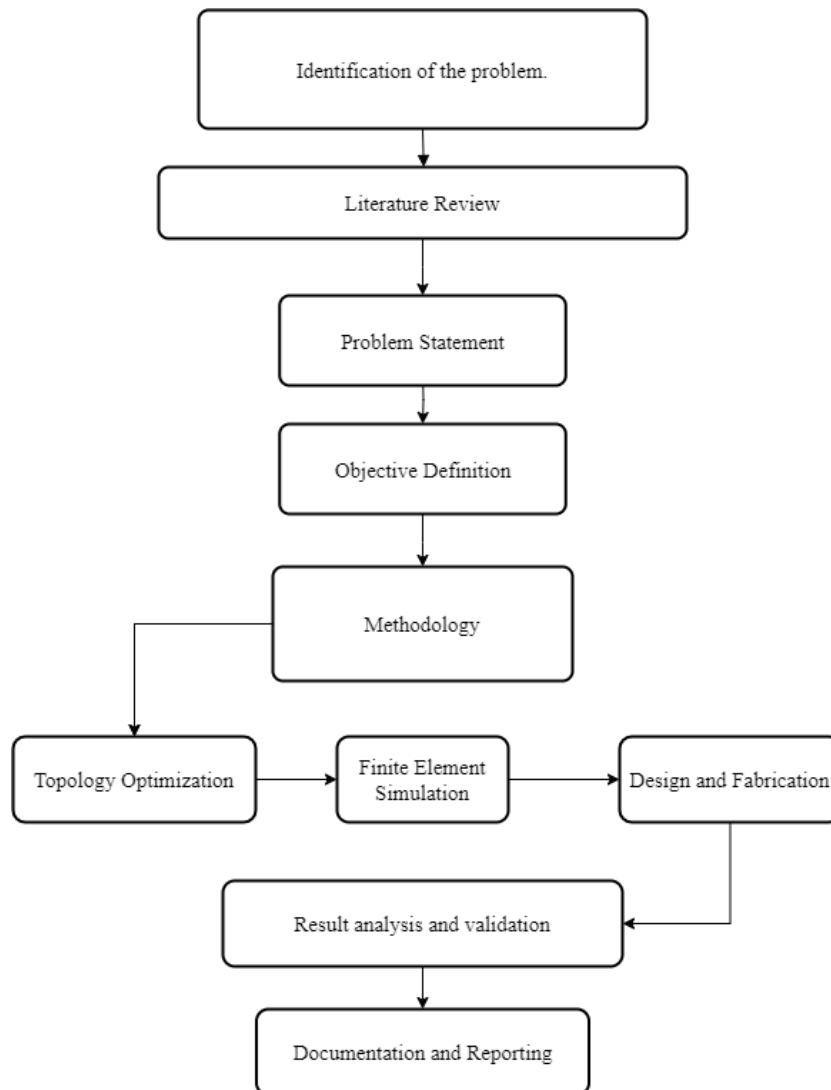 Identification of the problem.
Literature Review
Problem Statement
Objective Definition
Methodology
Topology Optimization
Finite Element
Simulation
Design and Fabrication
Result analysis and validation
Documentation and Reporting